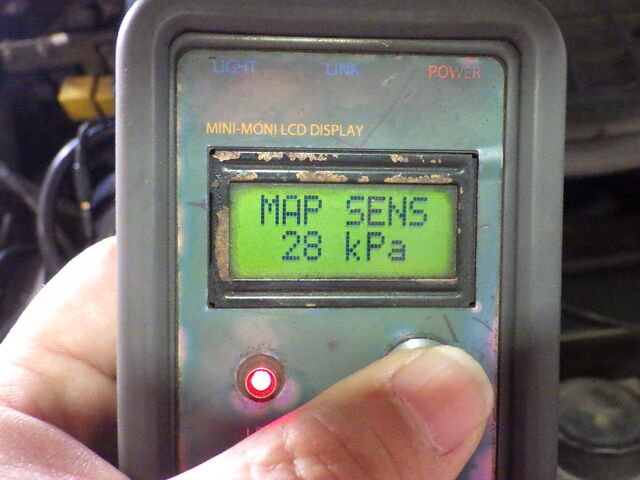 LIGHT LINK POWER
MINI-MONI LCD DISPLAY
MAP SENS
28 kPa